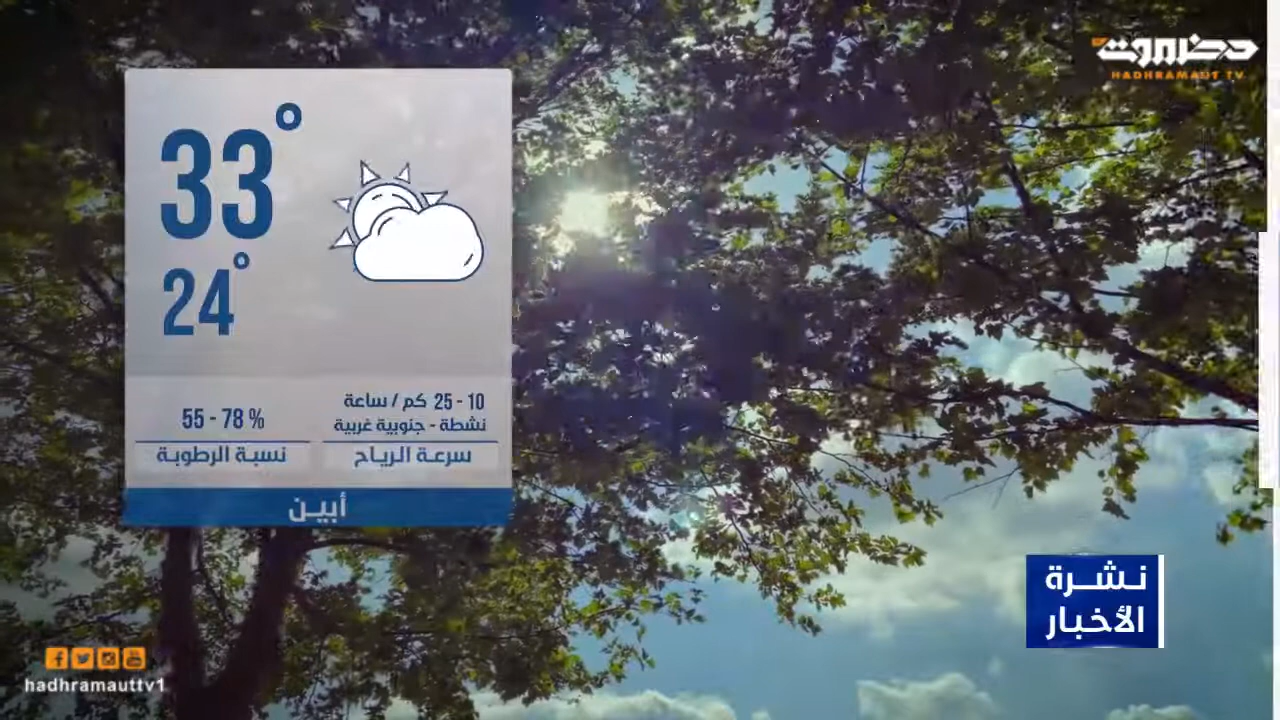 حضرموت
HADHRAMAUT TV
33°
24°
10 - 25 كم / ساعة
نشطة - جنوبية غربية
سرعة الرياح
55 - 78 %
نسبة الرطوبة
أبين
نشرة
الأخبار
hadhramauttv1